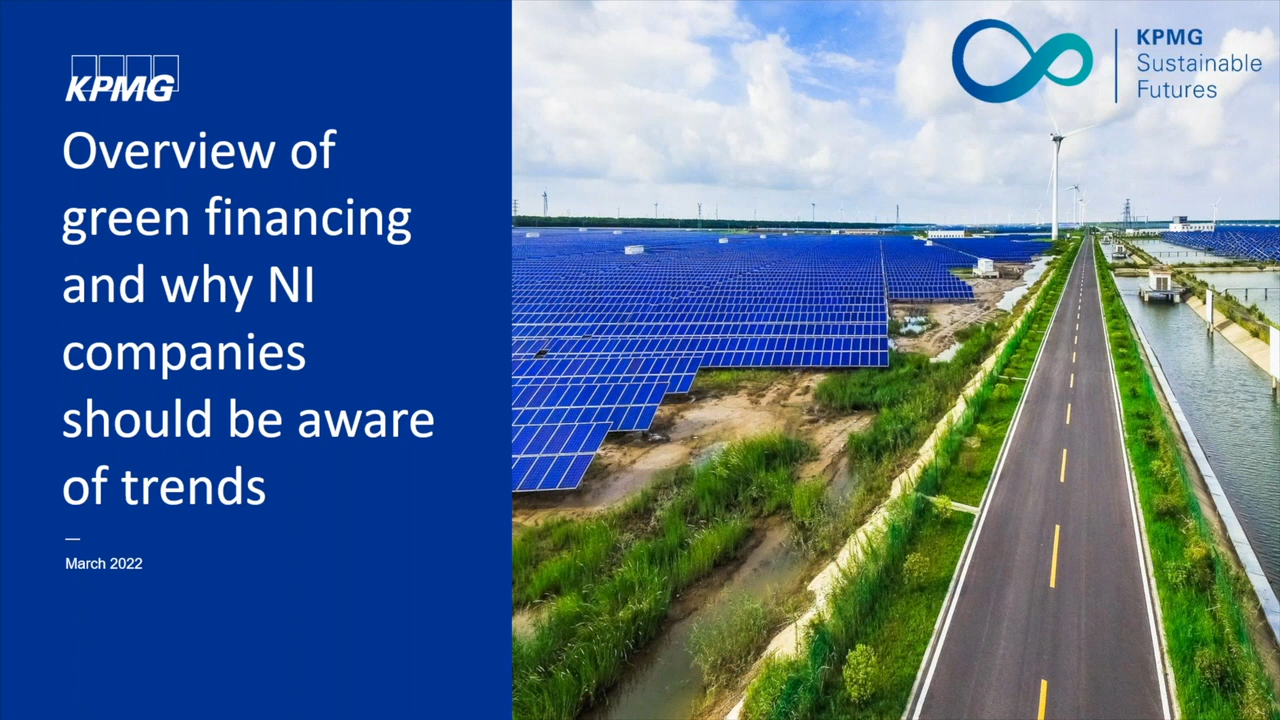 KPMG
Overview of
green financing
and why NI
companies
should be aware
of trends
March 2022
KPMG
Sustainable
Futures